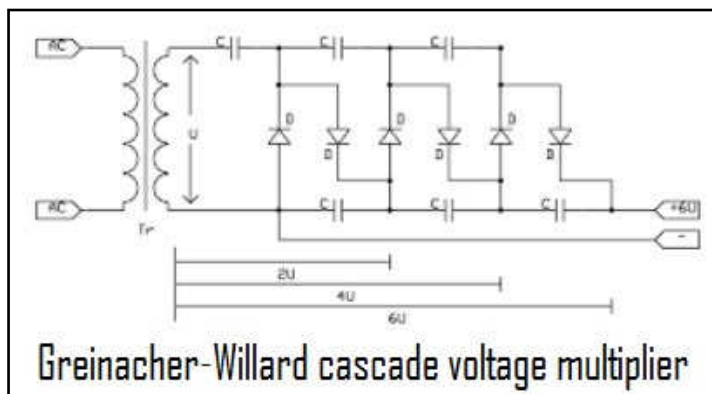 AC
C
C
C
U
D
D
D
D
D
D
AC
C
C
C
+6U
-
Tr
2U
4U
6U
Greinacher-Willard cascade voltage multiplier